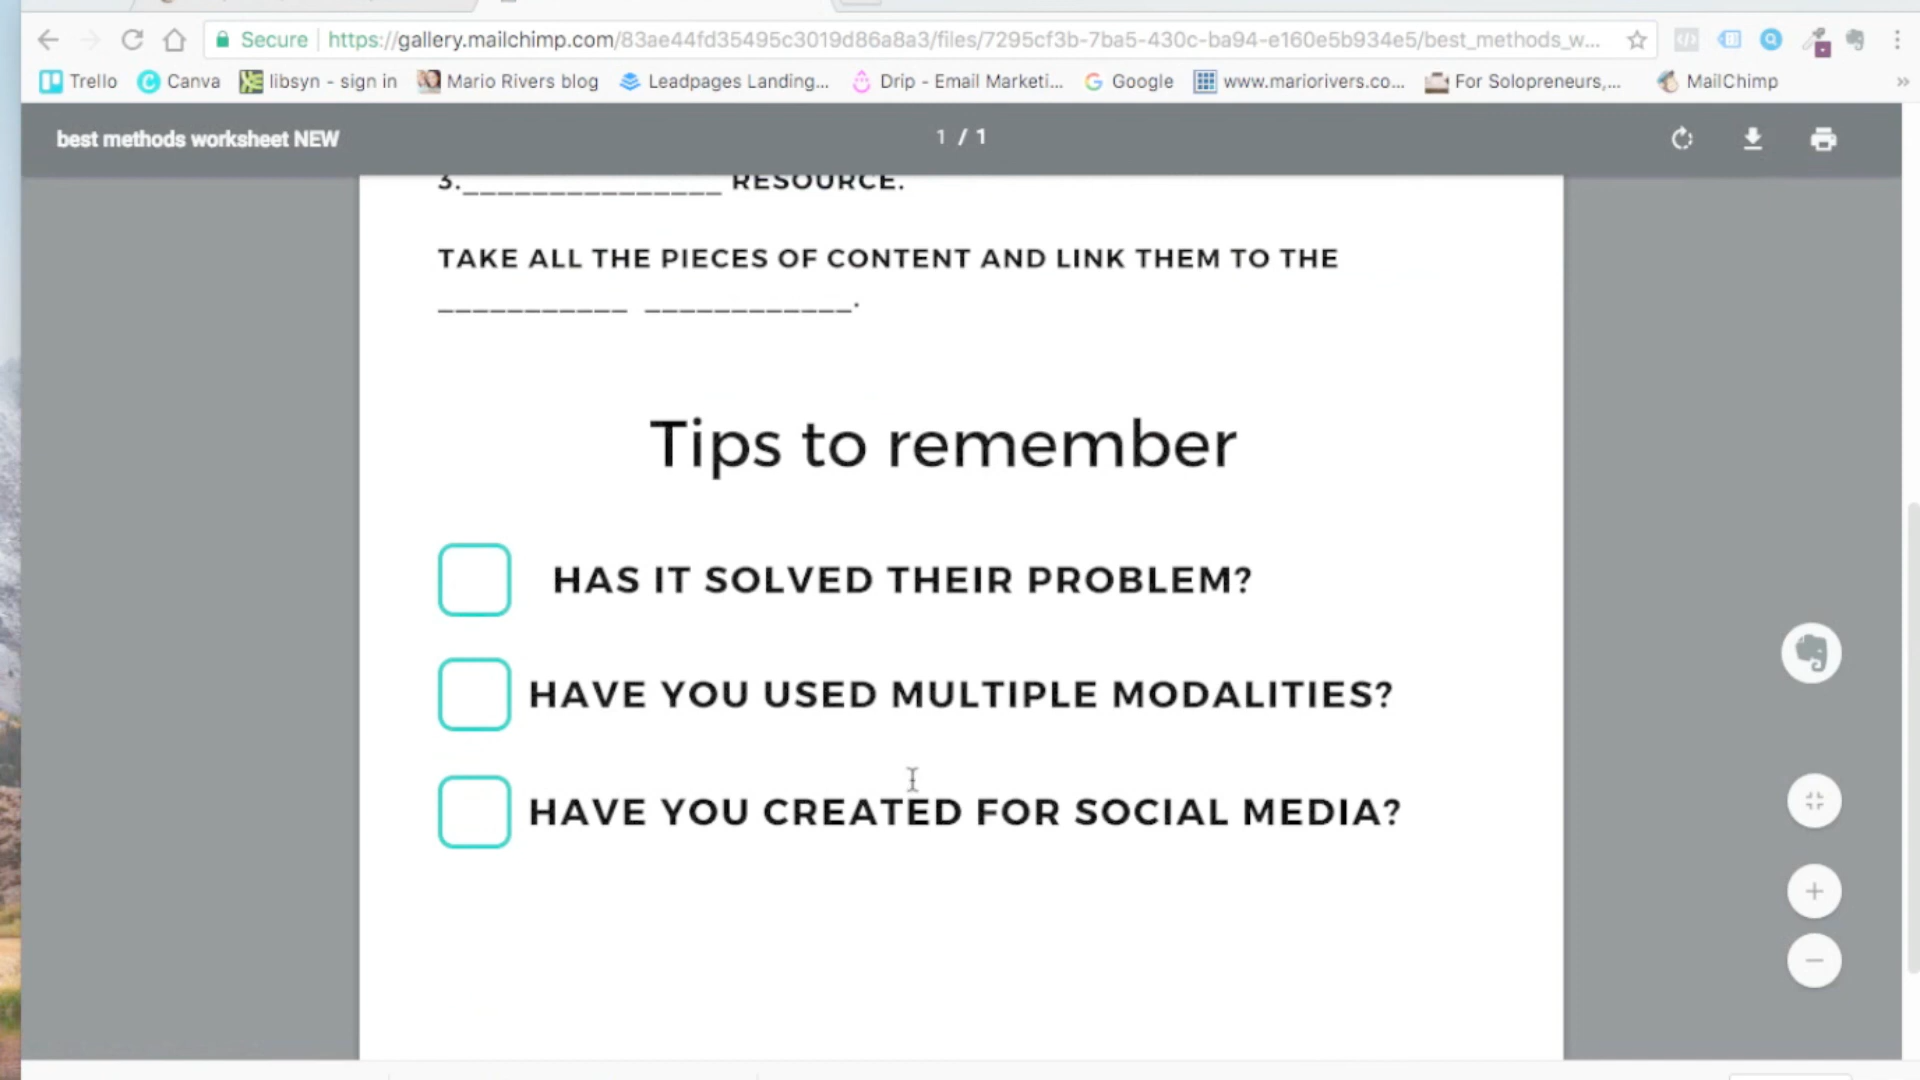 Secure https://gallery.mailchimp.com/83ae44fd35495c3019d86a8a3/files/7295cf3b-7ba5-430c-ba94-e160e5b934e5/best_methods_w...
Trello Canva libsyn - sign in Mario Rivers blog Leadpages Landing... Drip - Email Marketi... Google www.mariorivers.co... For Solopreneurs,... MailChimp »
best methods worksheet NEW 1 / 1
3._______________ RESOURCE.
TAKE ALL THE PIECES OF CONTENT AND LINK THEM TO THE
___________ ____________.
Tips to remember
HAS IT SOLVED THEIR PROBLEM?
HAVE YOU USED MULTIPLE MODALITIES?
HAVE YOU CREATED FOR SOCIAL MEDIA?